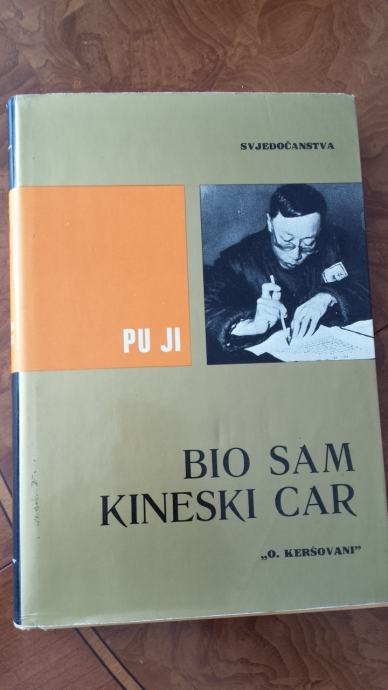 SVJEDOČANSTVA
PU JI
BIO SAM
KINESKI CAR
„O. KERŠOVANI”